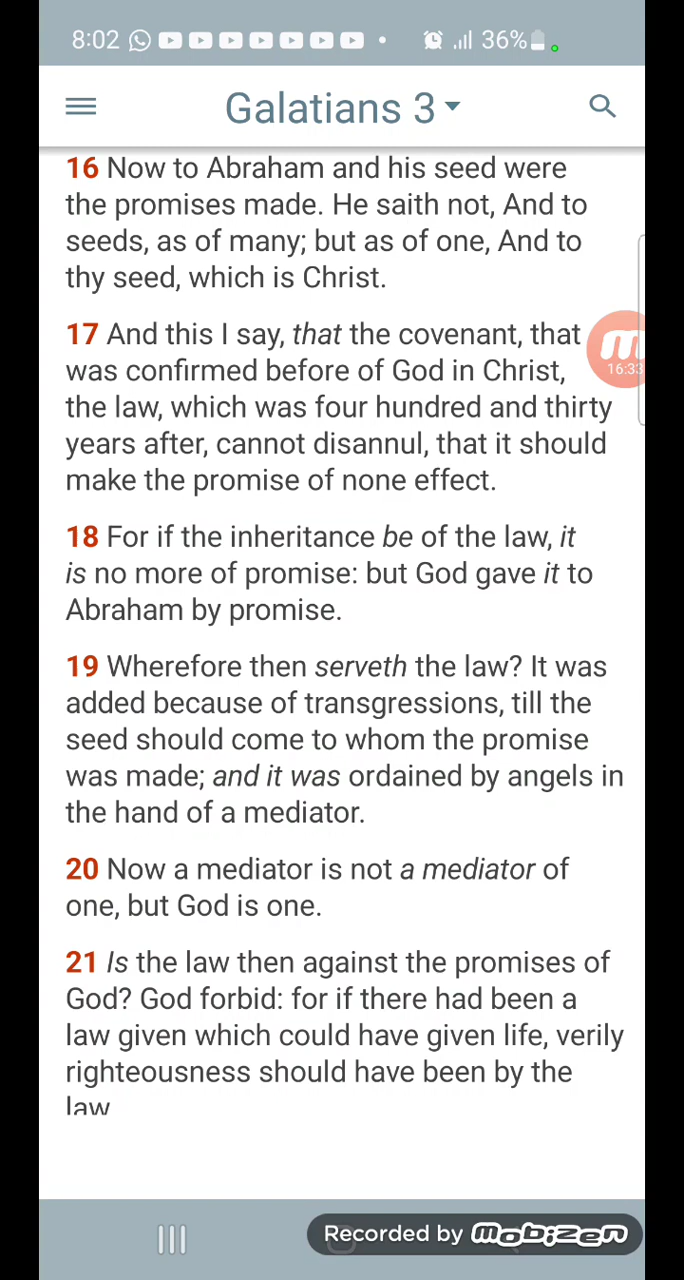 8:02 36%
Galatians 3
16 Now to Abraham and his seed were
the promises made. He saith not, And to
seeds, as of many; but as of one, And to
thy seed, which is Christ.
17 And this I say, that the covenant, that
was confirmed before of God in Christ,
the law, which was four hundred and thirty
years after, cannot disannul, that it should
make the promise of none effect.
16:33
18 For if the inheritance be of the law, it
is no more of promise: but God gave it to
Abraham by promise.
19 Wherefore then serveth the law? It was
added because of transgressions, till the
seed should come to whom the promise
was made; and it was ordained by angels in
the hand of a mediator.
20 Now a mediator is not a mediator of
one, but God is one.
21 Is the law then against the promises of
God? God forbid: for if there had been a
law given which could have given life, verily
righteousness should have been by the
law
Recorded by mobizen